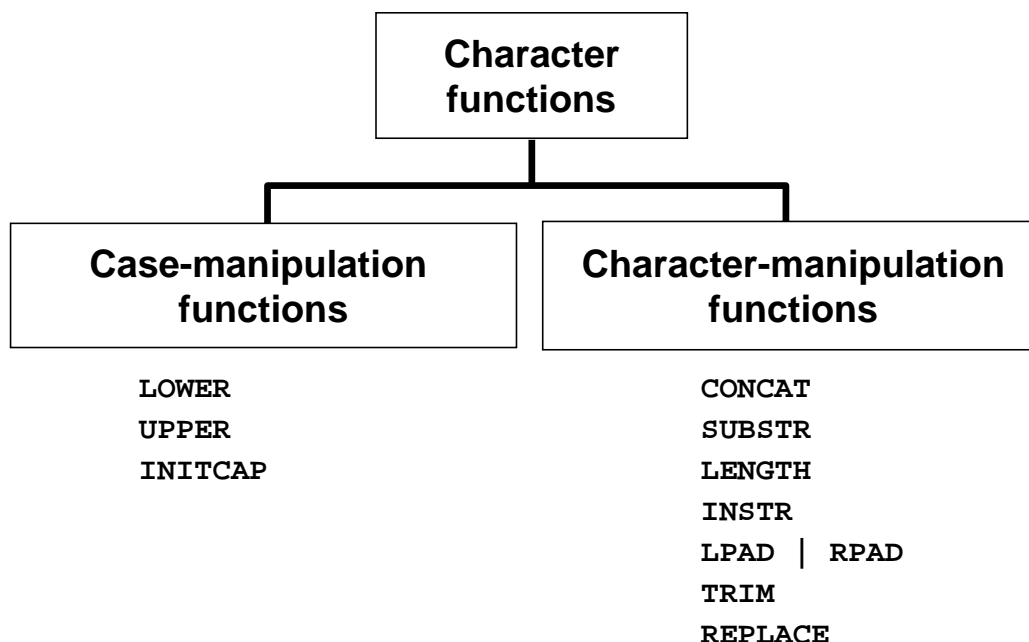 Character
functions
Case-manipulation
functions
Character-manipulation
functions
LOWER
UPPER
INITCAP
CONCAT
SUBSTR
LENGTH
INSTR
LPAD | RPAD
TRIM
REPLACE